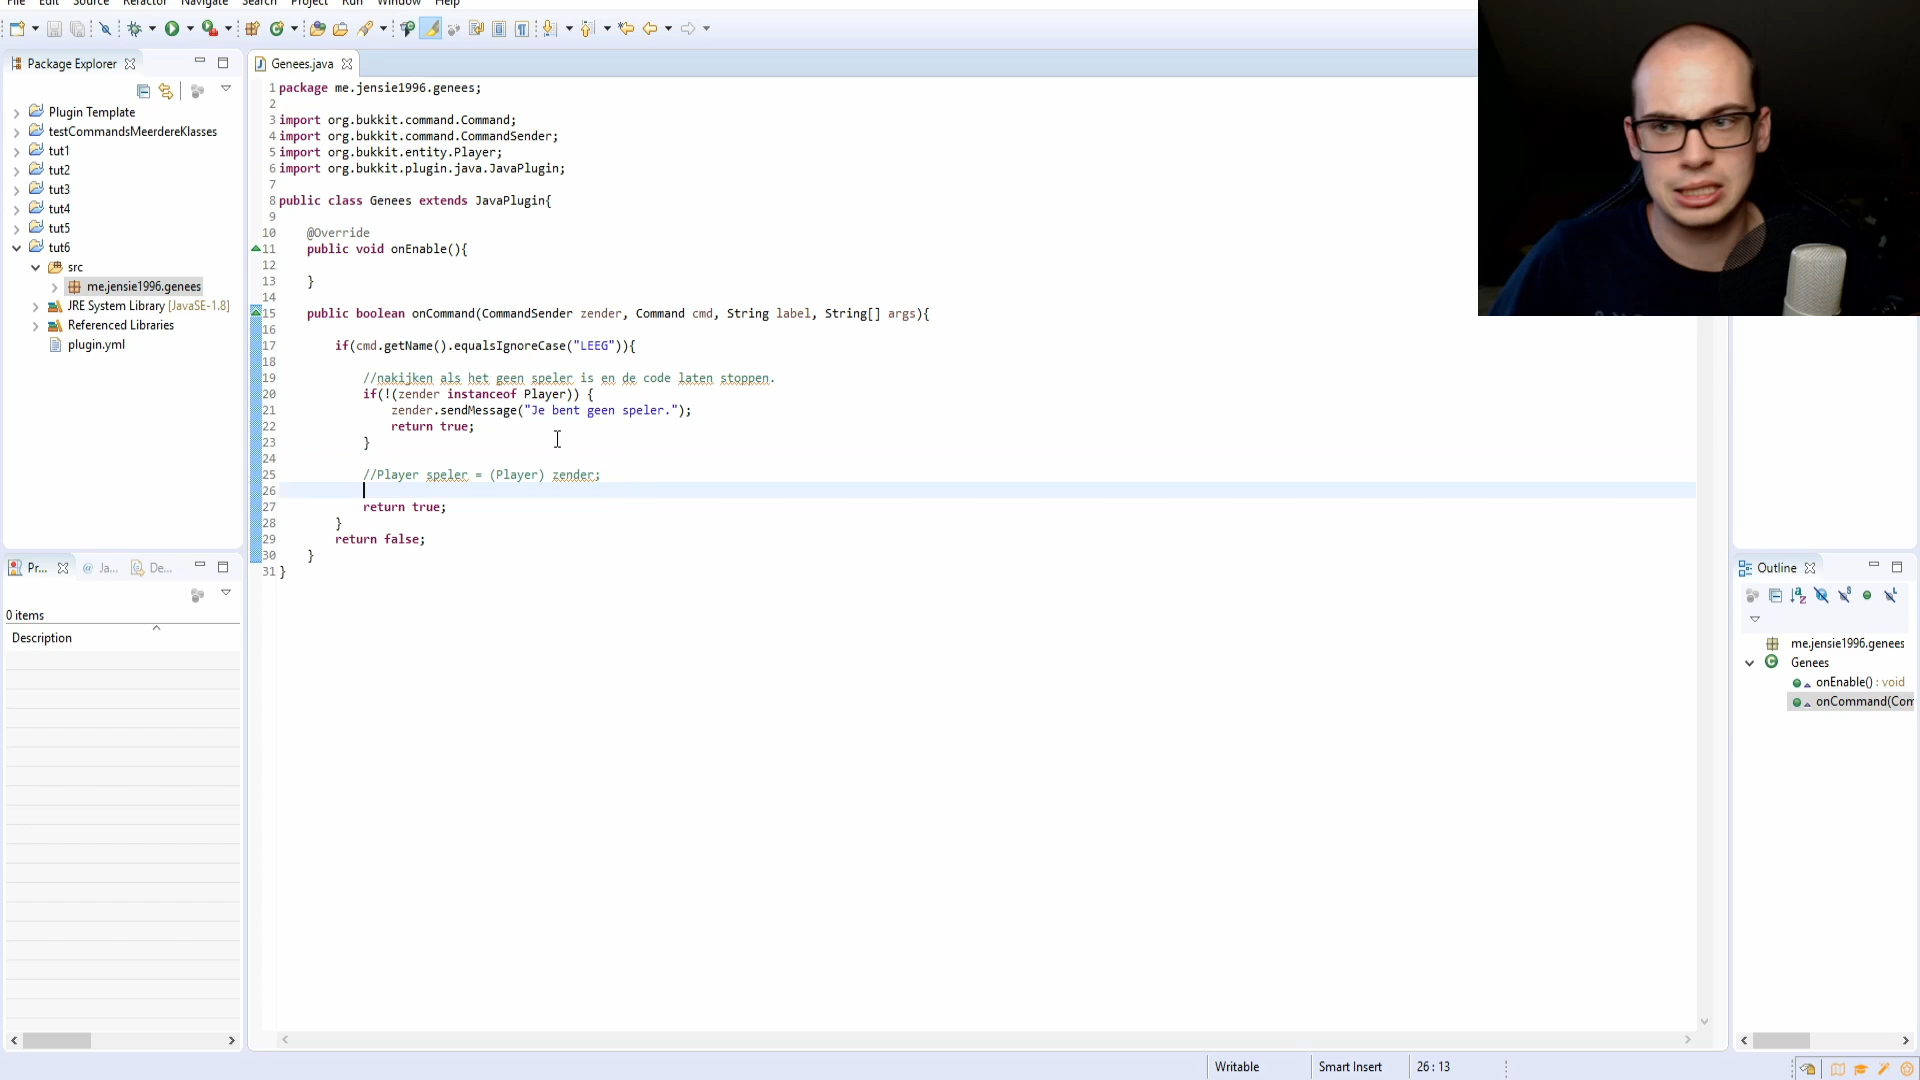 File Edit Source Refactor Navigate Search Project Run Window Help
Package Explorer
Plugin Template
testCommandsMeerdereKlasses
tut1
tut2
tut3
tut4
tut5
tut6
src
me.jensie1996.genees
JRE System Library [JavaSE-1.8]
Referenced Libraries
plugin.yml
Genees.java
1 package me.jensie1996.genees;
2
3 import org.bukkit.command.Command;
4 import org.bukkit.command.CommandSender;
5 import org.bukkit.entity.Player;
6 import org.bukkit.plugin.java.JavaPlugin;
7
8 public class Genees extends JavaPlugin{
9
10 @Override
11 public void onEnable(){
12
13 }
14
15 public boolean onCommand(CommandSender zender, Command cmd, String label, String[] args){
16
17 if(cmd.getName().equalsIgnoreCase("LEEG")){
18
19 //nakijken als het geen speler is en de code laten stoppen.
20 if(!(zender instanceof Player)) {
21 zender.sendMessage("Je bent geen speler.");
22 return true;
23 }
24
25 //Player speler = (Player) zender;
26
27 return true;
28 }
29 return false;
30 }
31 }
Pr... @ Ja... De...
0 items
Description
Outline
me.jensie1996.genees
Genees
onEnable() : void
onCommand(Com
Writable Smart Insert 26 : 13